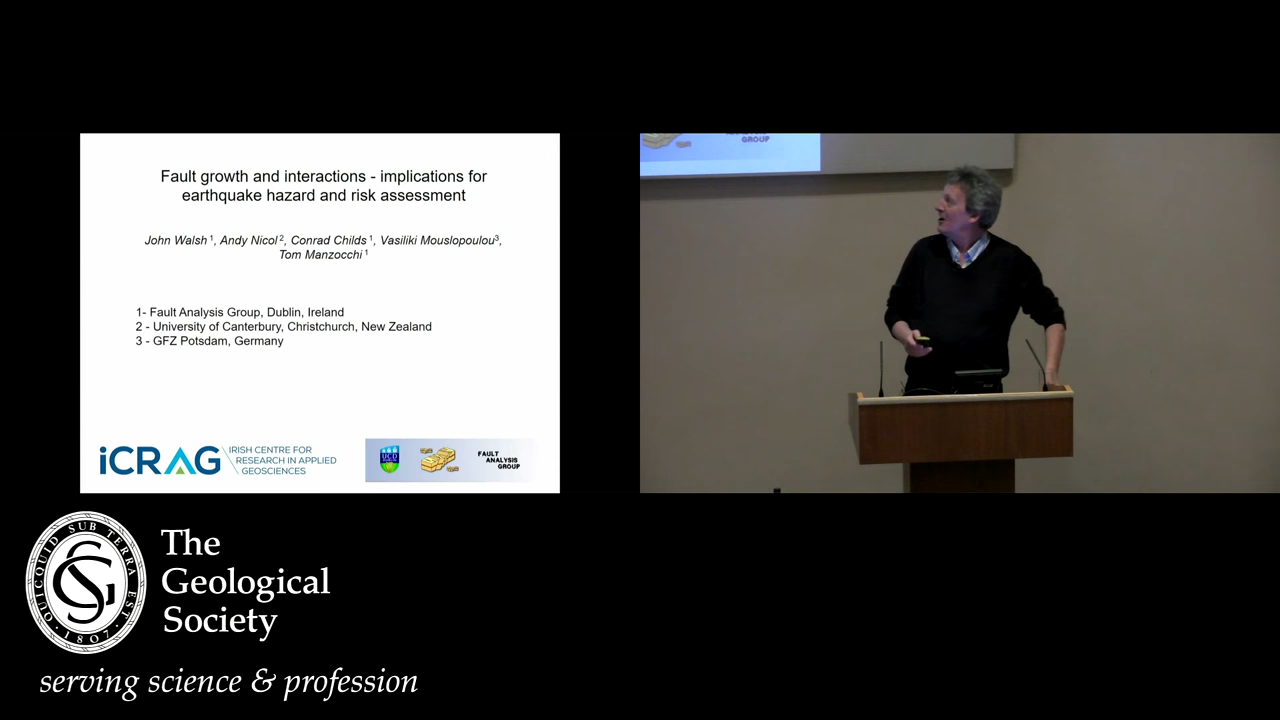 Fault growth and interactions - implications for
earthquake hazard and risk assessment
John Walsh 1, Andy Nicol 2, Conrad Childs 1, Vasiliki Mouslopoulou3,
Tom Manzocchi 1
1- Fault Analysis Group, Dublin, Ireland
2 - University of Canterbury, Christchurch, New Zealand
3 - GFZ Potsdam, Germany
iCRAG
IRISH CENTRE FOR
RESEARCH IN APPLIED
GEOSCIENCES
UCD
FAULT
ANALYSIS
GROUP
GROUP
QUICQUID SUB TERRA EST
1807
The
Geological
Society
serving science & profession